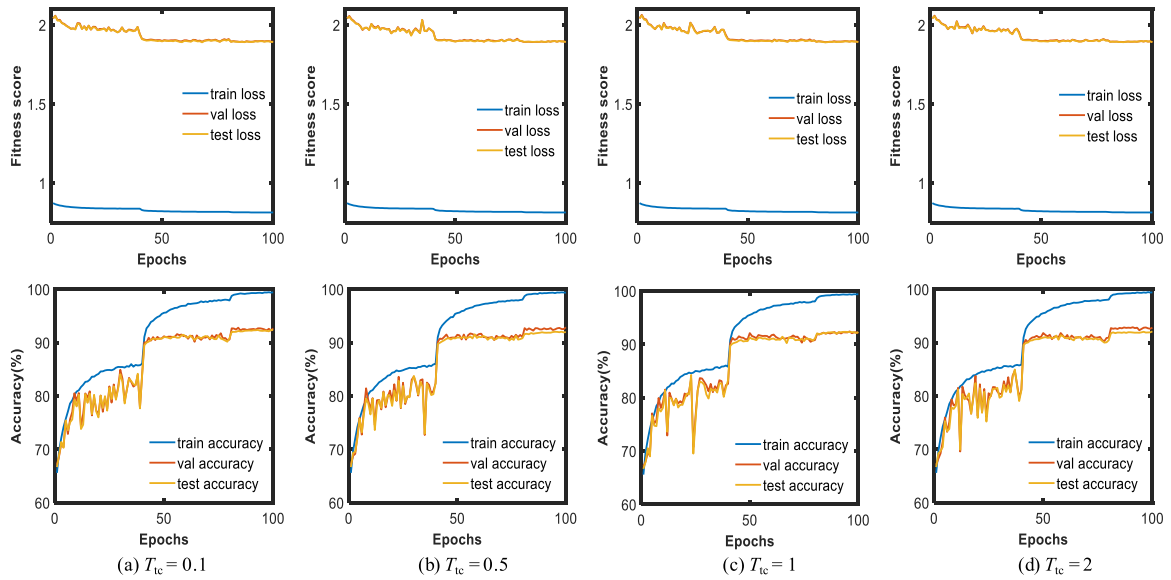 2
1.5
1
Fitness score
train loss
val loss
test loss
0
50
100
Epochs
2
1.5
1
Fitness score
train loss
val loss
test loss
0
50
100
Epochs
2
1.5
1
Fitness score
train loss
val loss
test loss
0
50
100
Epochs
2
1.5
1
Fitness score
train loss
val loss
test loss
0
50
100
Epochs
100
90
80
70
60
Accuracy(%)
train accuracy
val accuracy
test accuracy
0
50
100
Epochs
(a) Ttc = 0.1
100
90
80
70
60
Accuracy(%)
train accuracy
val accuracy
test accuracy
0
50
100
Epochs
(b) Ttc = 0.5
100
90
80
70
60
Accuracy(%)
train accuracy
val accuracy
test accuracy
0
50
100
Epochs
(c) Ttc = 1
100
90
80
70
60
Accuracy(%)
train accuracy
val accuracy
test accuracy
0
50
100
Epochs
(d) Ttc = 2